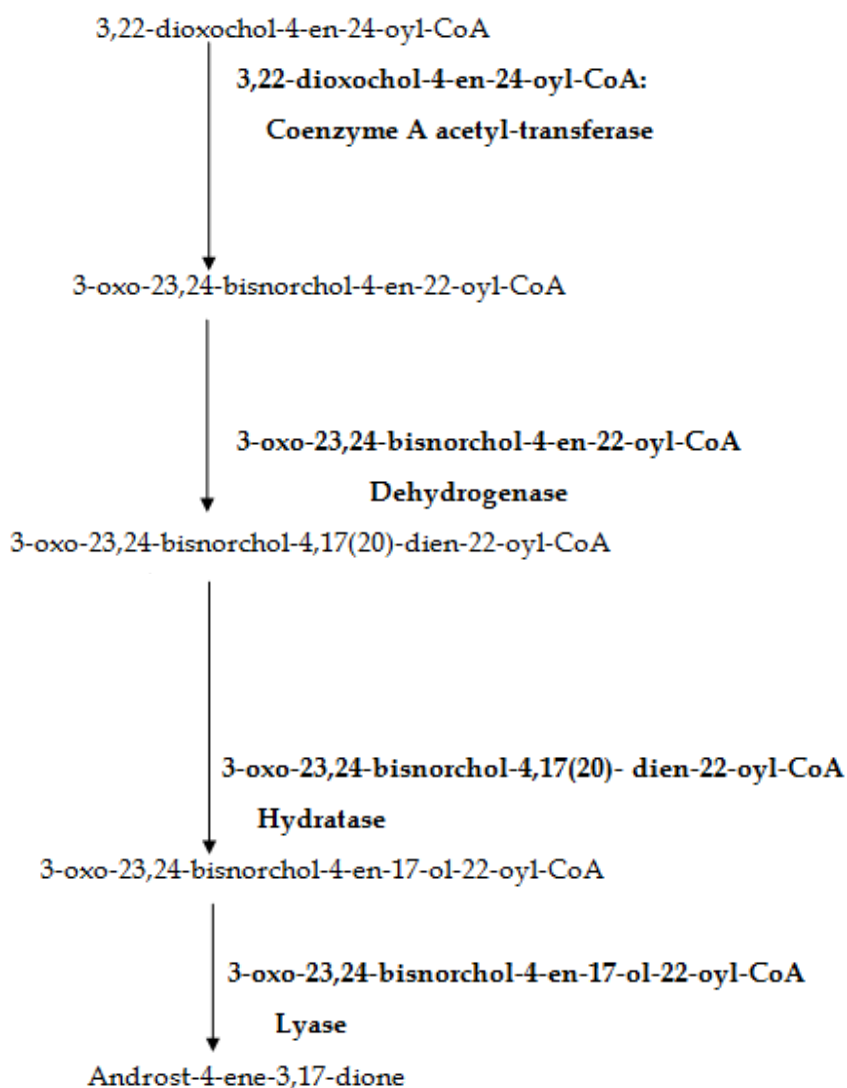 3,22-dioxochol-4-en-24-oyl-CoA
3,22-dioxochol-4-en-24-oyl-CoA:
Coenzyme A acetyl-transferase
3-oxo-23,24-bisnorchol-4-en-22-oyl-CoA
3-oxo-23,24-bisnorchol-4-en-22-oyl-CoA
Dehydrogenase
3-oxo-23,24-bisnorchol-4,17(20)-dien-22-oyl-CoA
3-oxo-23,24-bisnorchol-4,17(20)- dien-22-oyl-CoA
Hydratase
3-oxo-23,24-bisnorchol-4-en-17-ol-22-oyl-CoA
3-oxo-23,24-bisnorchol-4-en-17-ol-22-oyl-CoA
Lyase
Androst-4-ene-3,17-dione